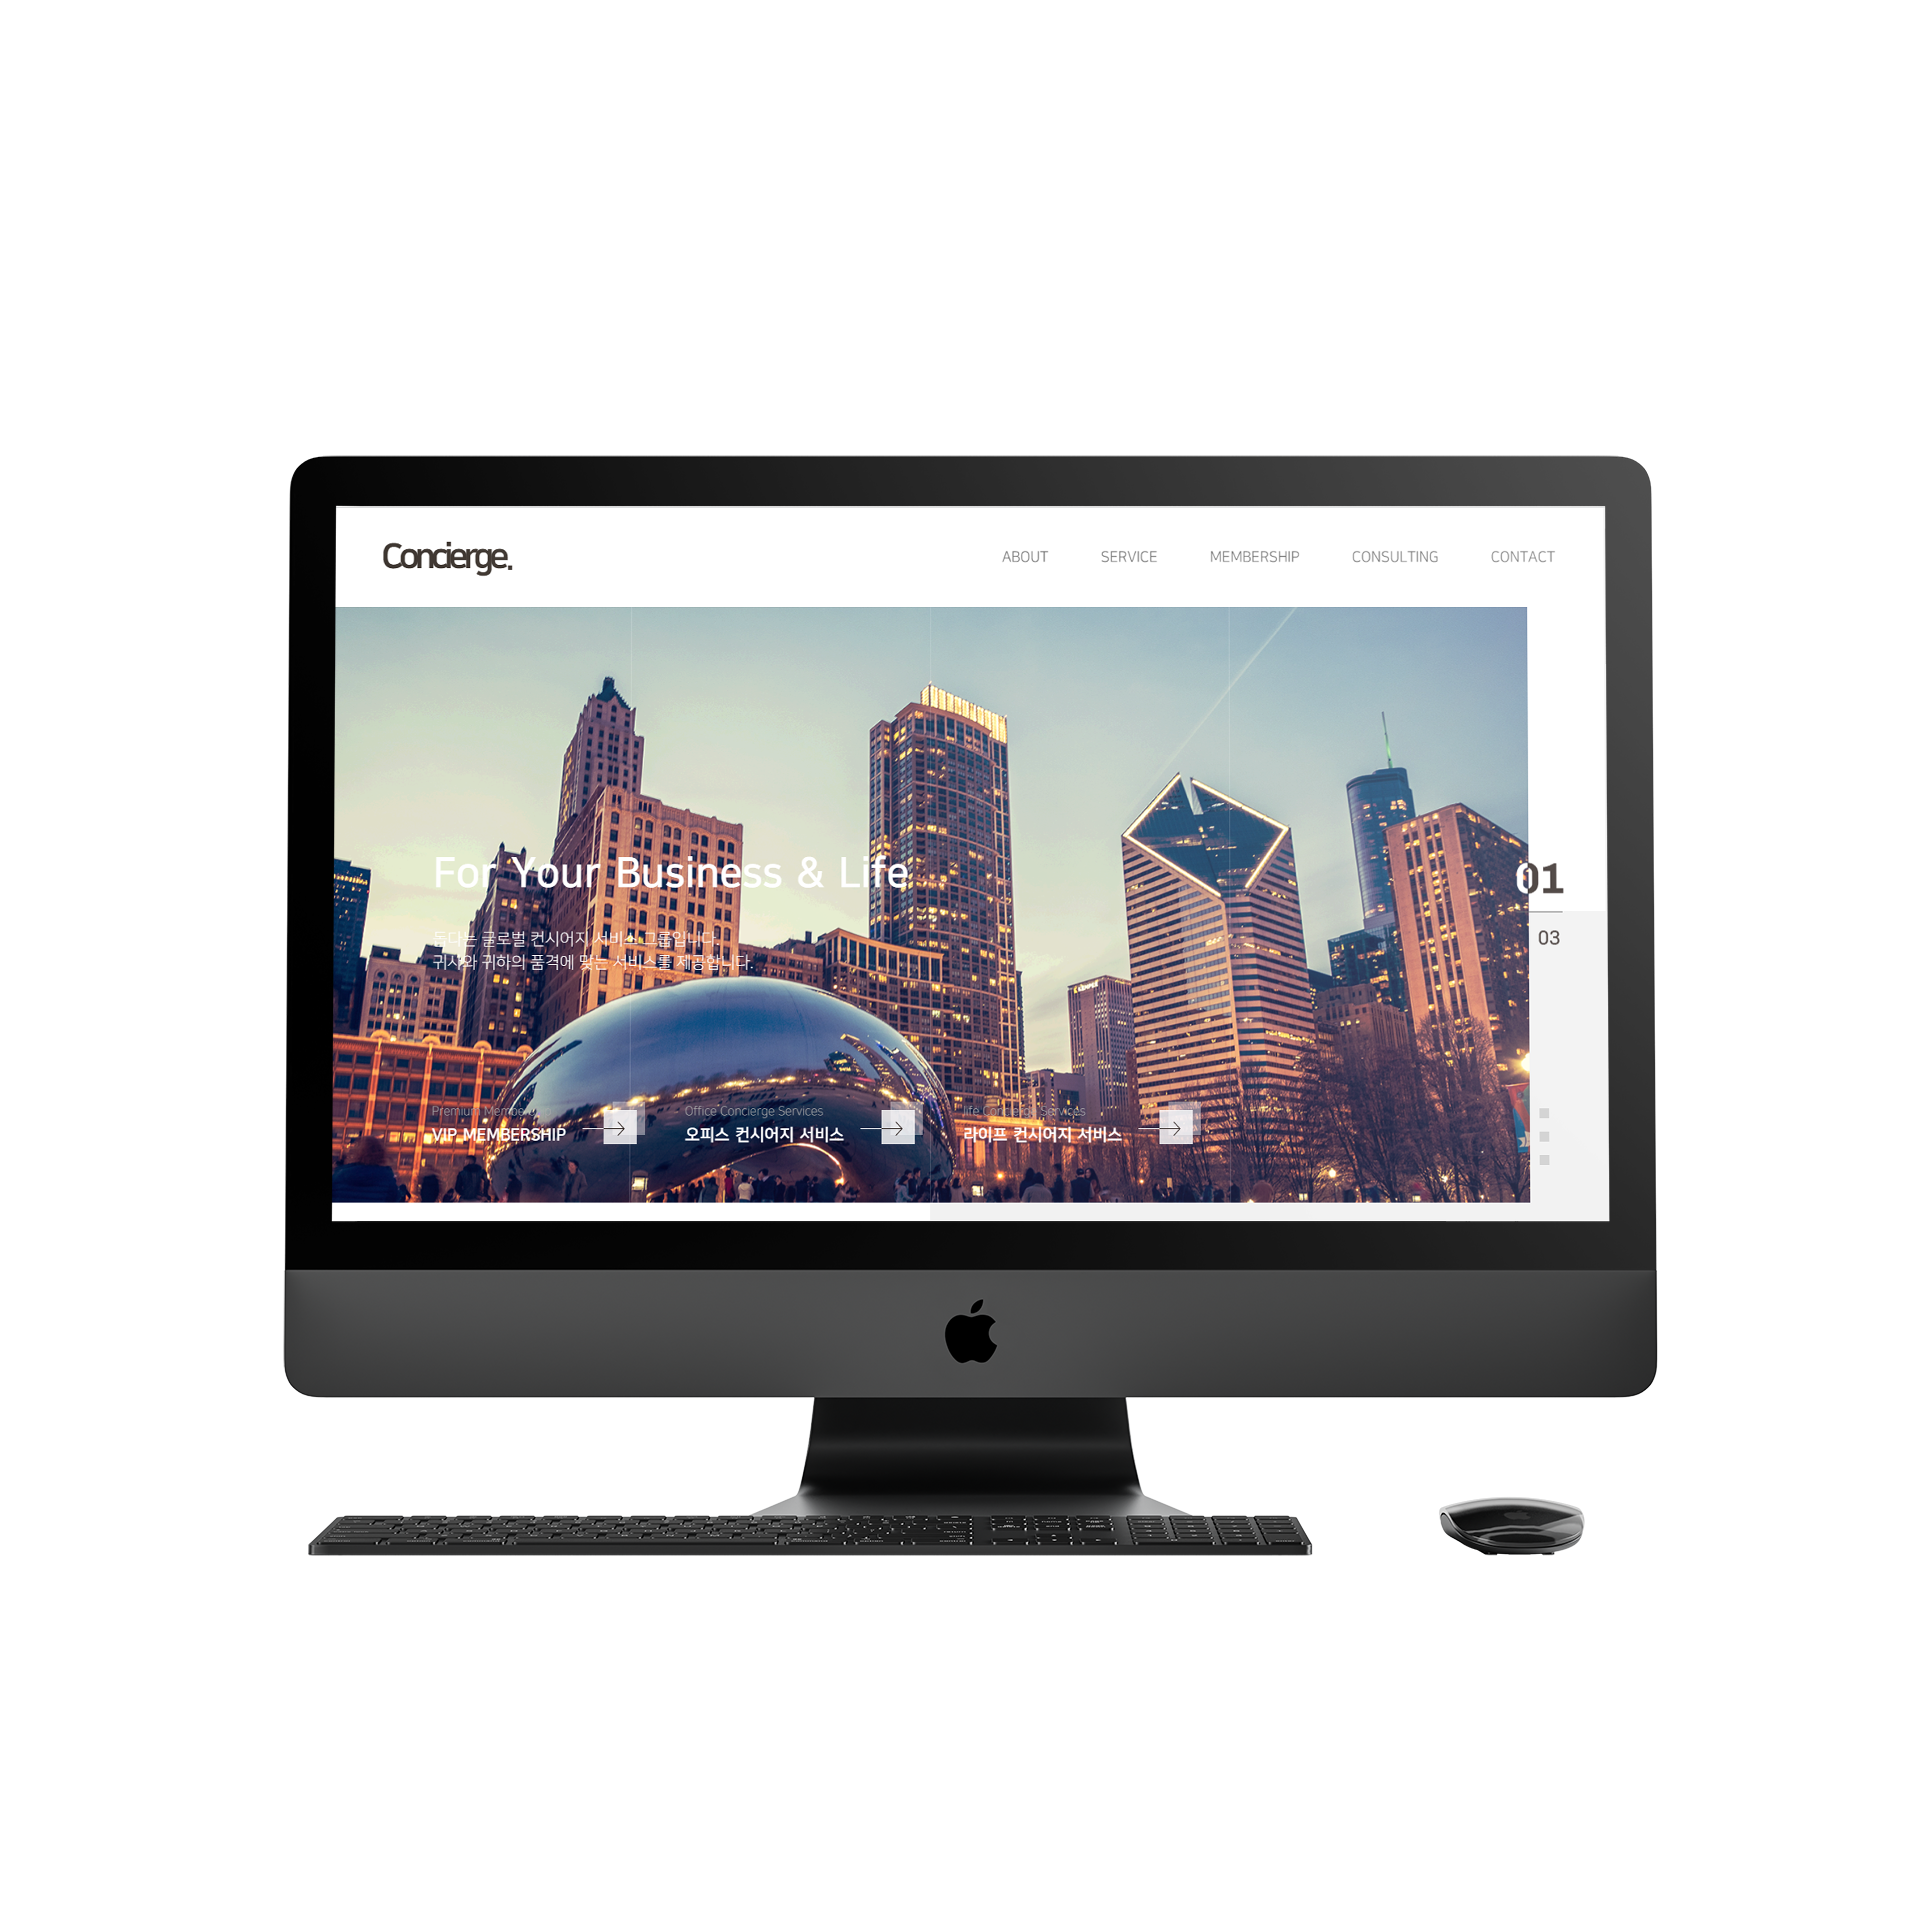 Concierge.
ABOUT SERVICE MEMBERSHIP CONSULTING CONTACT
For Your Business & Life
01
03
돕다는 글로벌 컨시어지 서비스 그룹입니다.
귀사와 귀하의 품격에 맞는 서비스를 제공합니다.
Premium Membership
VIP MEMBERSHIP
Office Concierge Services
오피스 컨시어지 서비스
life Concierge Services
라이프 컨시어지 서비스